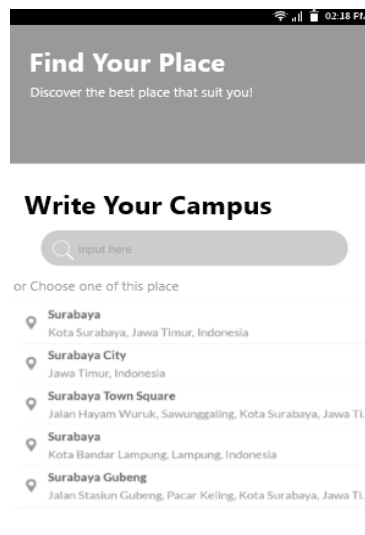 02:18 PM
Find Your Place
Discover the best place that suit you!
Write Your Campus
input here
or Choose one of this place
Surabaya
Kota Surabaya, Jawa Timur, Indonesia
Surabaya City
Jawa Timur, Indonesia
Surabaya Town Square
Jalan Hayam Wuruk, Sawunggaling, Kota Surabaya, Jawa Ti.
Surabaya
Kota Bandar Lampung, Lampung, Indonesia
Surabaya Gubeng
Jalan Stasiun Gubeng, Pacar Keling, Kota Surabaya, Jawa Ti.